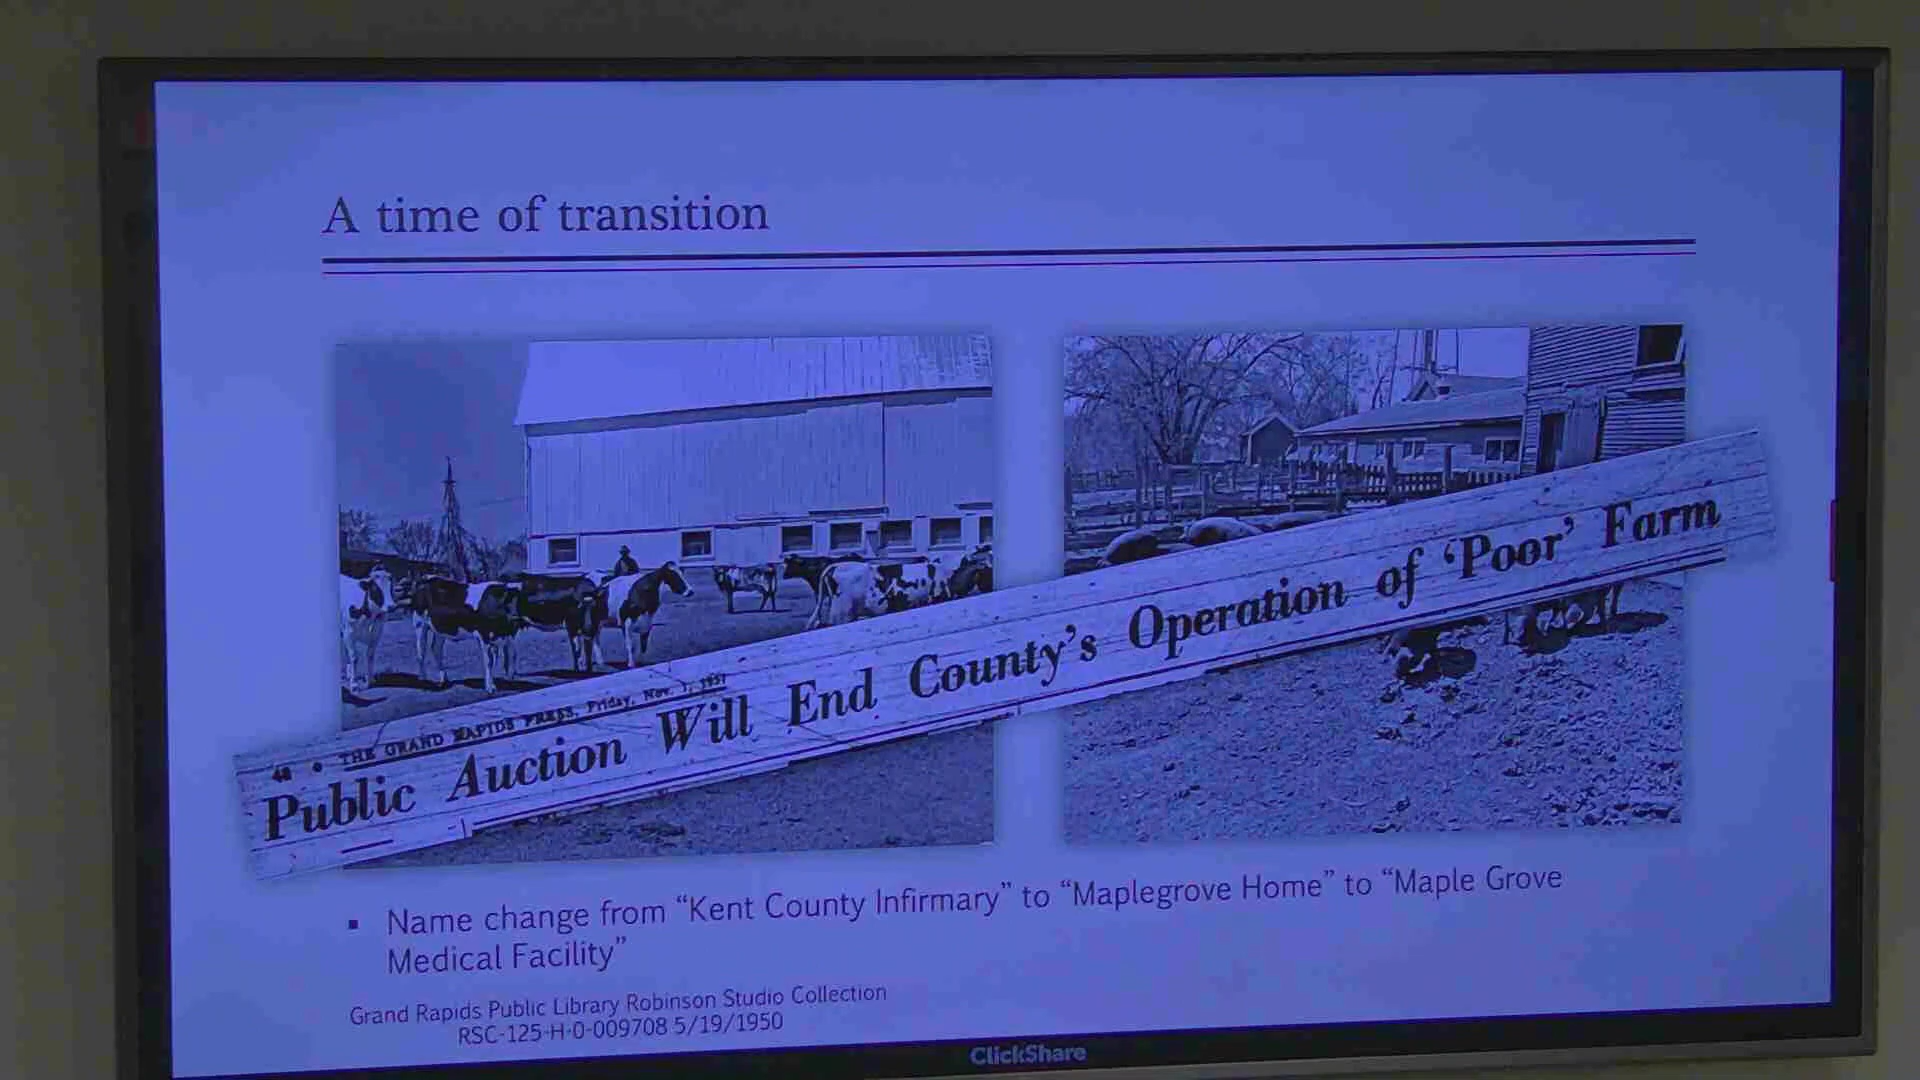 A time of transition
48 • THE GRAND RAPIDS PRESS, Friday, Nov. 1, 1957
Public Auction Will End County's Operation of 'Poor' Farm
▪ Name change from “Kent County Infirmary” to “Maplegrove Home” to “Maple Grove
Medical Facility”
Grand Rapids Public Library Robinson Studio Collection
RSC-125-H-0-009708 5/19/1950
ClickShare